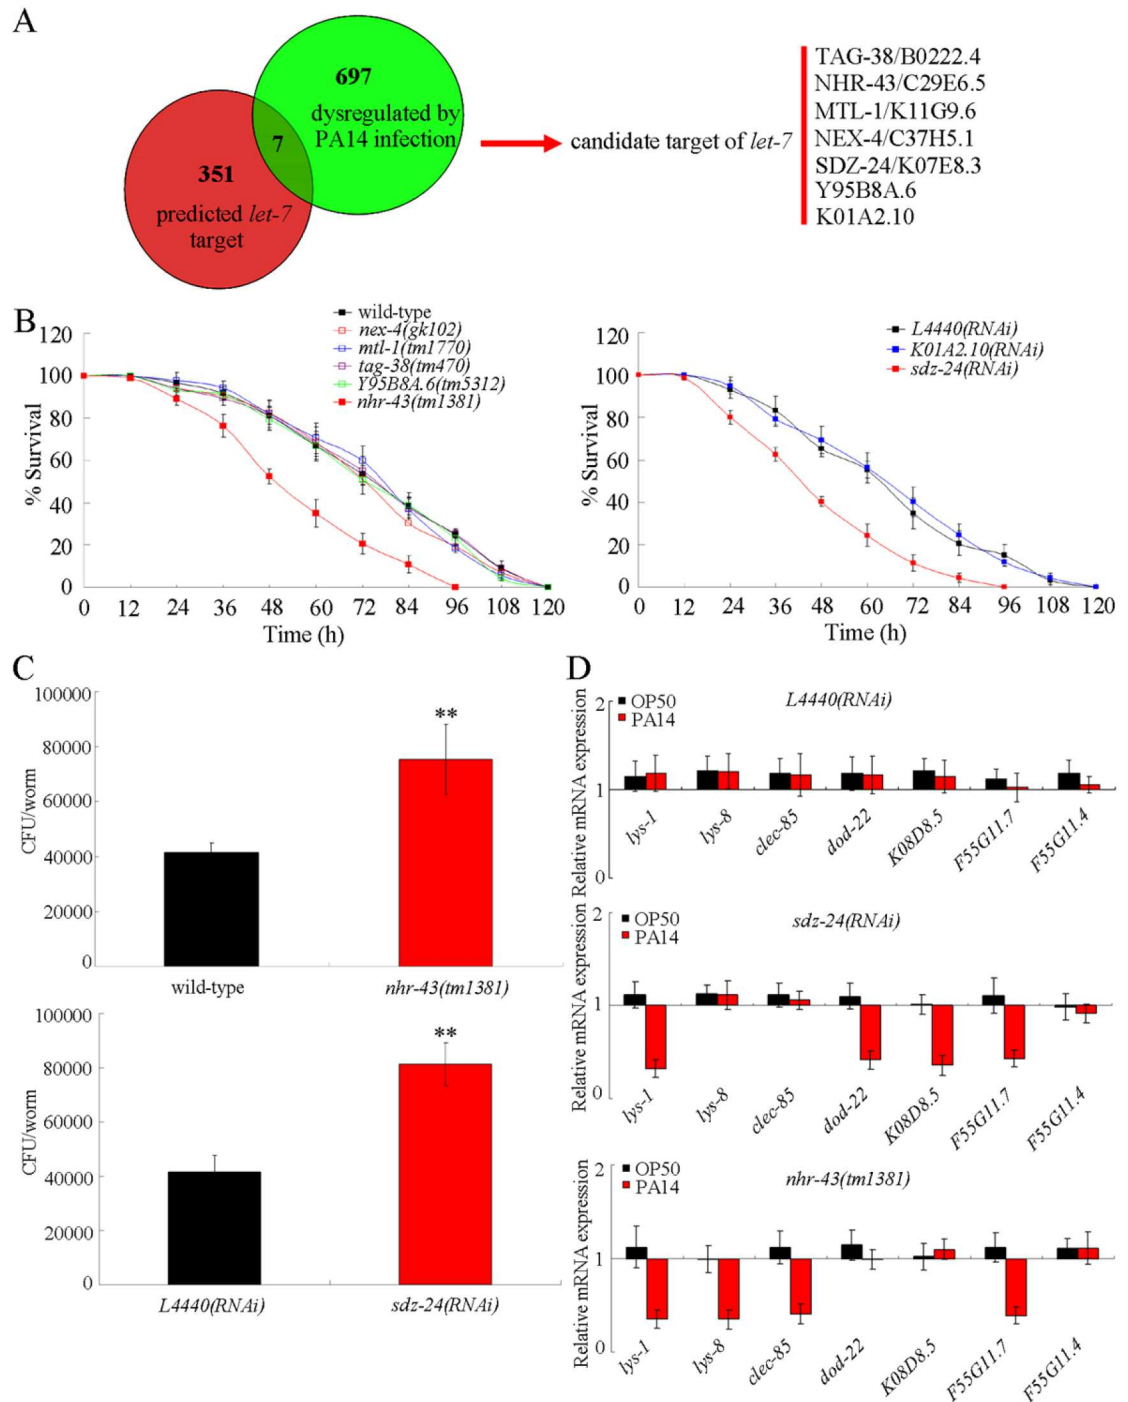 A
697
dysregulated by
PA14 infection
7
351
predicted let-7
target
candidate target of let-7
TAG-38/B0222.4
NHR-43/C29E6.5
MTL-1/K11G9.6
NEX-4/C37H5.1
SDZ-24/K07E8.3
Y95B8A.6
K01A2.10
B
wild-type
nex-4(gk102)
mtl-1(tm1770)
tag-38(tm470)
Y95B8A.6(tm5312)
nhr-43(tm1381)
% Survival
120
100
80
60
40
20
0
0 12 24 36 48 60 72 84 96 108 120
Time (h)
L4440(RNAi)
K01A2.10(RNAi)
sdz-24(RNAi)
% Survival
120
100
80
60
40
20
0
0 12 24 36 48 60 72 84 96 108 120
Time (h)
C
CFU/worm
100000
80000
60000
40000
20000
0
**
wild-type nhr-43(tm1381)
CFU/worm
100000
80000
60000
40000
20000
0
**
L4440(RNAi) sdz-24(RNAi)
D
Relative mRNA expression
2
1
0
OP50
PA14
L4440(RNAi)
lys-1 lys-8 clec-85 dod-22 K08D8.5 F55G11.7 F55G11.4
Relative mRNA expression
2
1
1
OP50
PA14
sdz-24(RNAi)
lys-1 lys-8 clec-85 dod-22 K08D8.5 F55G11.7 F55G11.4
Relative mRNA expression
2
1
0
OP50
PA14
nhr-43(tm1381)
lys-1 lys-8 clec-85 dod-22 K08D8.5 F55G11.7 F55G11.4